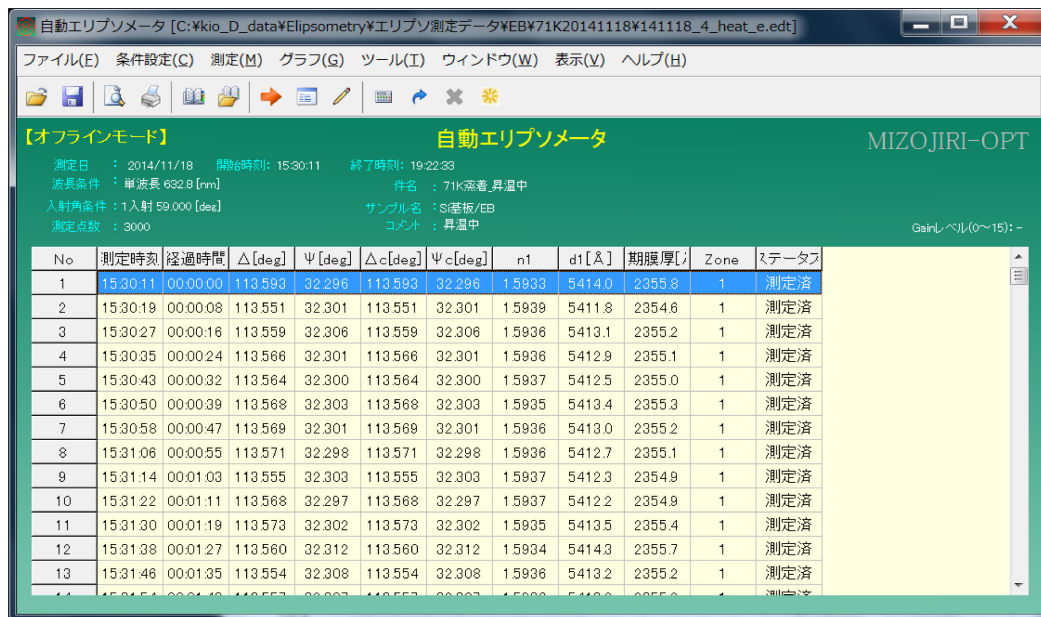 自動エリプソメータ [C:¥kio_D_data¥Elipsometry¥エリプソ測定データ¥EB¥71K20141118¥141118_4_heat_e.edt]
ファイル(F) 条件設定(C) 測定(M) グラフ(G) ツール(T) ウィンドウ(W) 表示(V) ヘルプ(H)
【オフラインモード】 自動エリプソメータ MIZOJIRI-OPT
測定日 : 2014/11/18 開始時刻: 15:30:11 終了時刻: 19:22:33
波長条件 : 単波長 632.8 [nm] 件名 : 71K蒸着_昇温中
入射角条件 : 1入射 59.000 [deg] サンプル名 : Si基板/EB
測定点数 : 3000 コメント : 昇温中 Gainレベル(0～15): -
No 測定時刻 経過時間 Δ[deg] Ψ[deg] Δc[deg] Ψc[deg] n1 d1[Å] 期膜厚[ Zone ステータス
1 15:30:11 00:00:00 113.593 32.296 113.593 32.296 1.5933 5414.0 2355.8 1 測定済
2 15:30:19 00:00:08 113.551 32.301 113.551 32.301 1.5939 5411.8 2354.6 1 測定済
3 15:30:27 00:00:16 113.559 32.306 113.559 32.306 1.5936 5413.1 2355.2 1 測定済
4 15:30:35 00:00:24 113.566 32.301 113.566 32.301 1.5936 5412.9 2355.1 1 測定済
5 15:30:43 00:00:32 113.564 32.300 113.564 32.300 1.5937 5412.5 2355.0 1 測定済
6 15:30:50 00:00:39 113.568 32.303 113.568 32.303 1.5935 5413.4 2355.3 1 測定済
7 15:30:58 00:00:47 113.569 32.301 113.569 32.301 1.5936 5413.0 2355.2 1 測定済
8 15:31:06 00:00:55 113.571 32.298 113.571 32.298 1.5936 5412.7 2355.1 1 測定済
9 15:31:14 00:01:03 113.555 32.303 113.555 32.303 1.5937 5412.3 2354.9 1 測定済
10 15:31:22 00:01:11 113.568 32.297 113.568 32.297 1.5937 5412.2 2354.9 1 測定済
11 15:31:30 00:01:19 113.573 32.302 113.573 32.302 1.5935 5413.5 2355.4 1 測定済
12 15:31:38 00:01:27 113.560 32.312 113.560 32.312 1.5934 5414.3 2355.7 1 測定済
13 15:31:46 00:01:35 113.554 32.308 113.554 32.308 1.5936 5413.2 2355.2 1 測定済